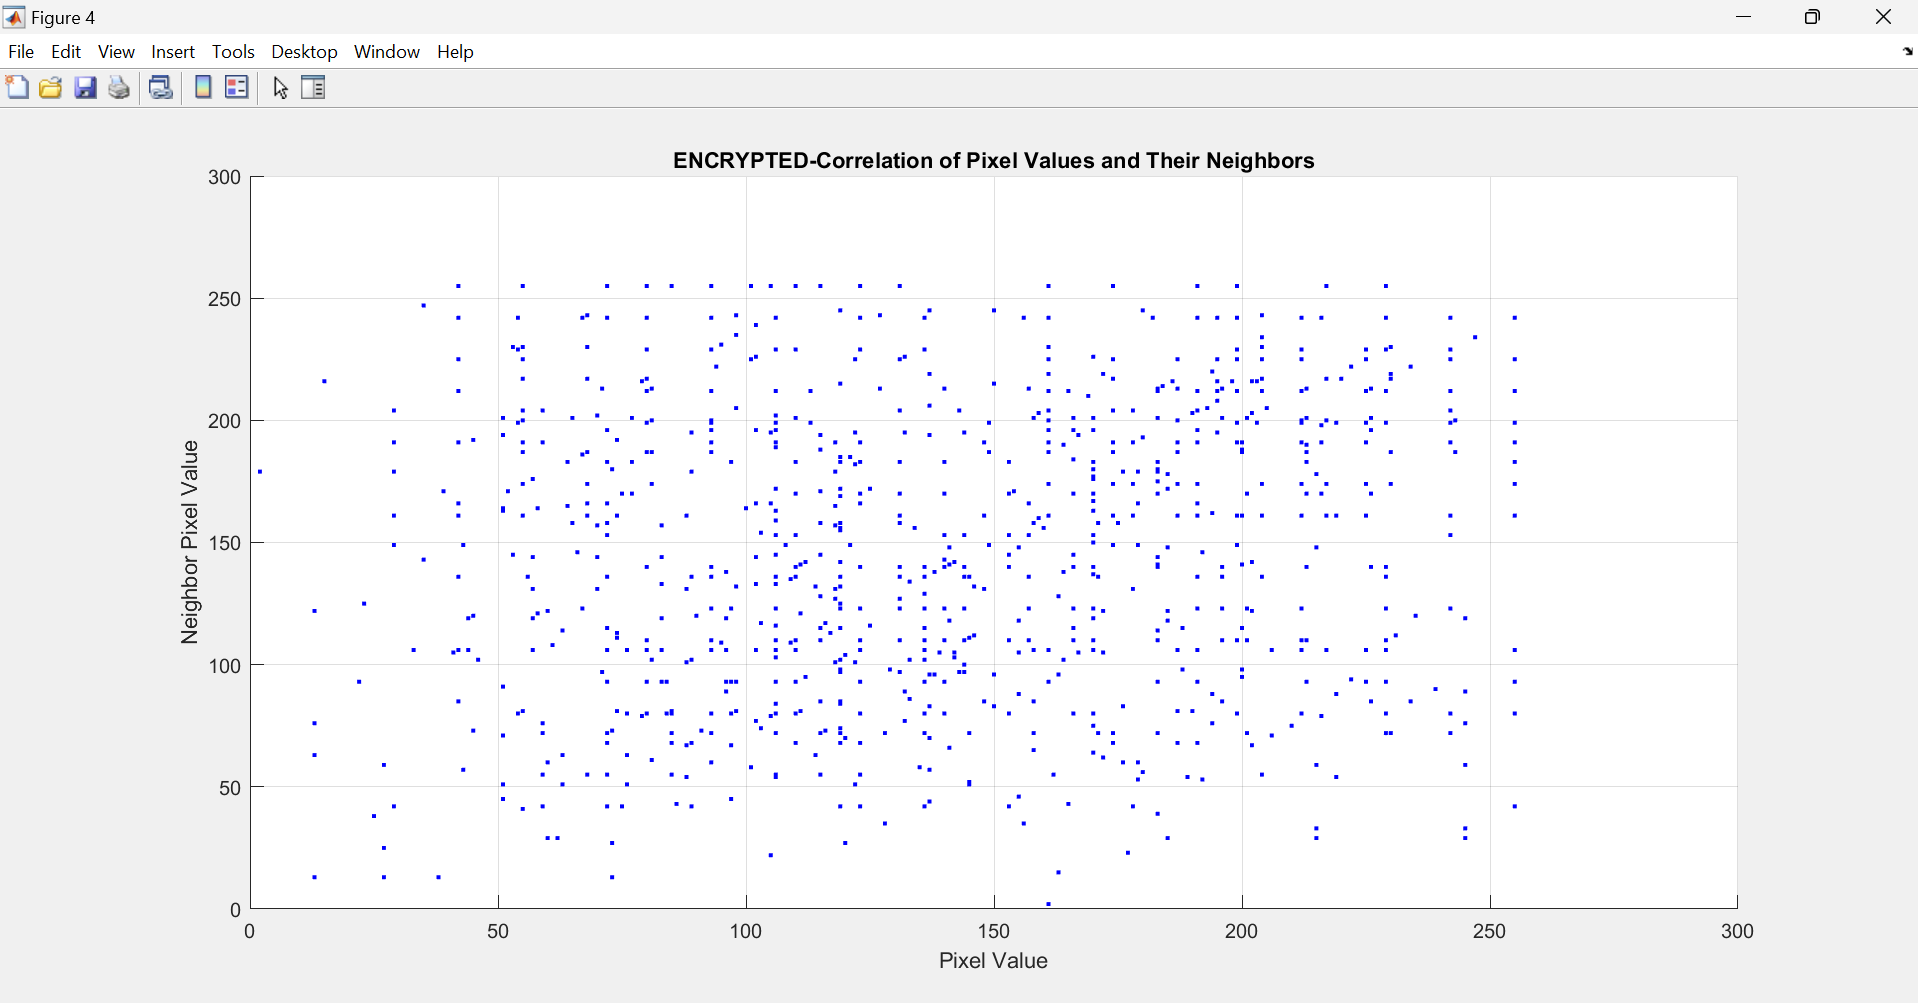 Figure 4
File Edit View Insert Tools Desktop Window Help
ENCRYPTED-Correlation of Pixel Values and Their Neighbors
300
250
200
150
100
50
0
Neighbor Pixel Value
0 50 100 150 200 250 300
Pixel Value